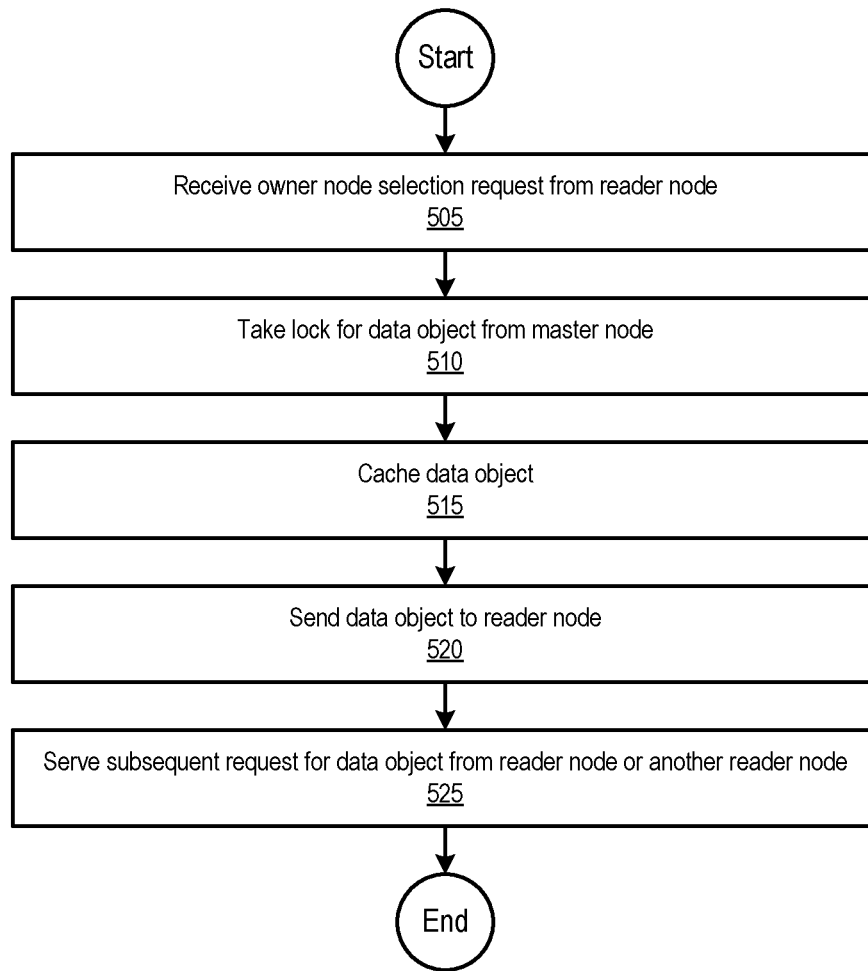 Start
Receive owner node selection request from reader node
505
Take lock for data object from master node
510
Cache data object
515
Send data object to reader node
520
Serve subsequent request for data object from reader node or another reader node
525
End